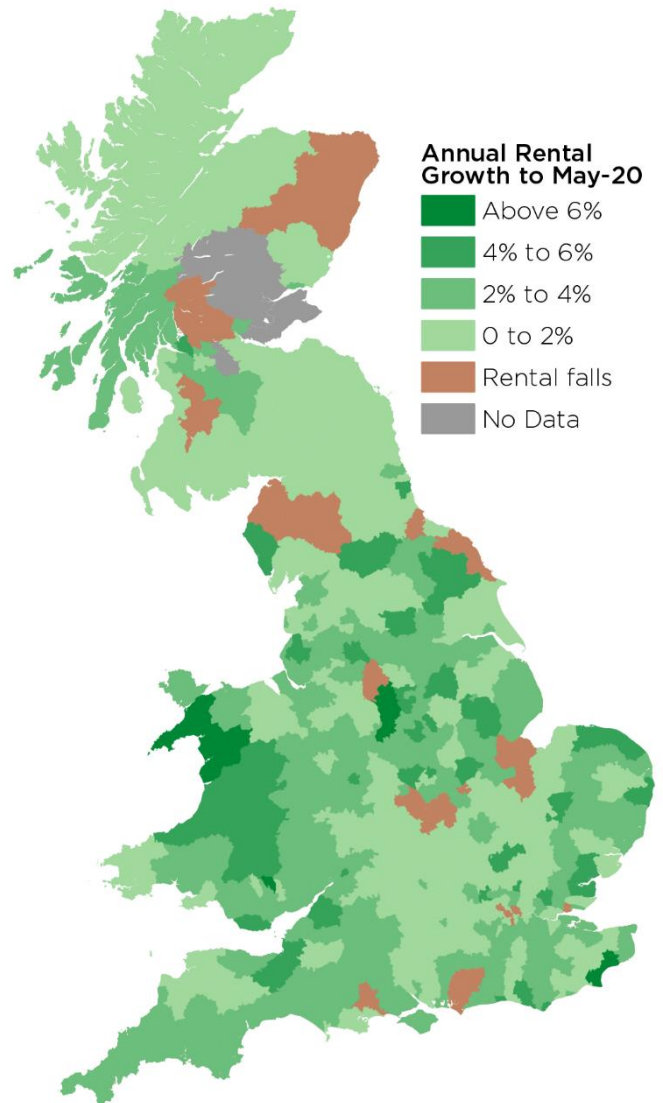 Annual Rental
Growth to May-20
Above 6%
4% to 6%
2% to 4%
0 to 2%
Rental falls
No Data